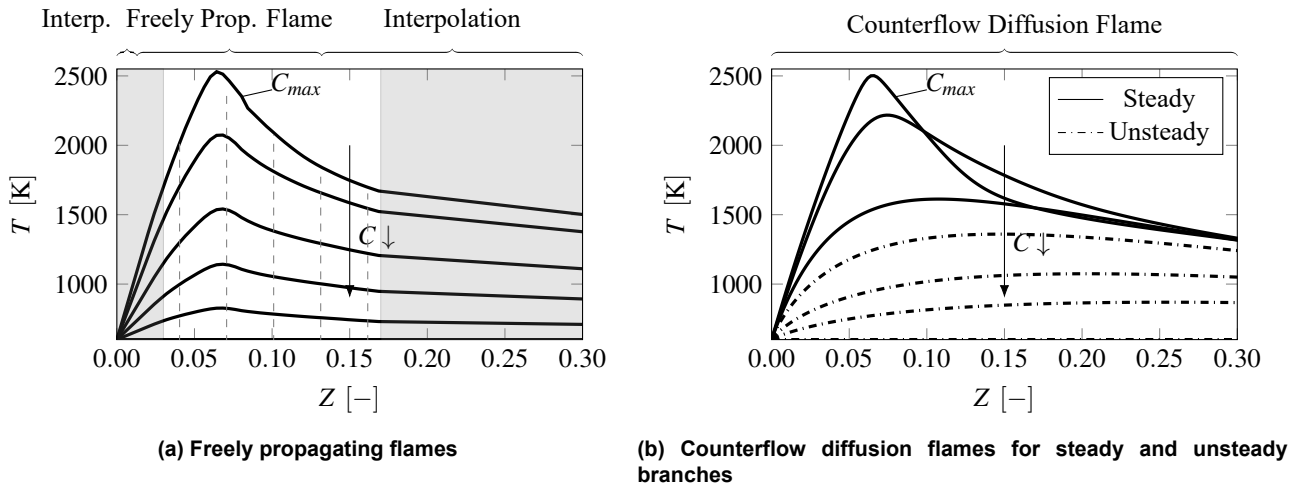 Interp. Freely Prop. Flame Interpolation
2500
2000
1500
1000
T [K]
C_max
C ↓
0.00 0.05 0.10 0.15 0.20 0.25 0.30
Z [−]
(a) Freely propagating flames
Counterflow Diffusion Flame
2500
2000
1500
1000
T [K]
C_max
Steady
Unsteady
C ↓
0.00 0.05 0.10 0.15 0.20 0.25 0.30
Z [−]
(b) Counterflow diffusion flames for steady and unsteady
branches